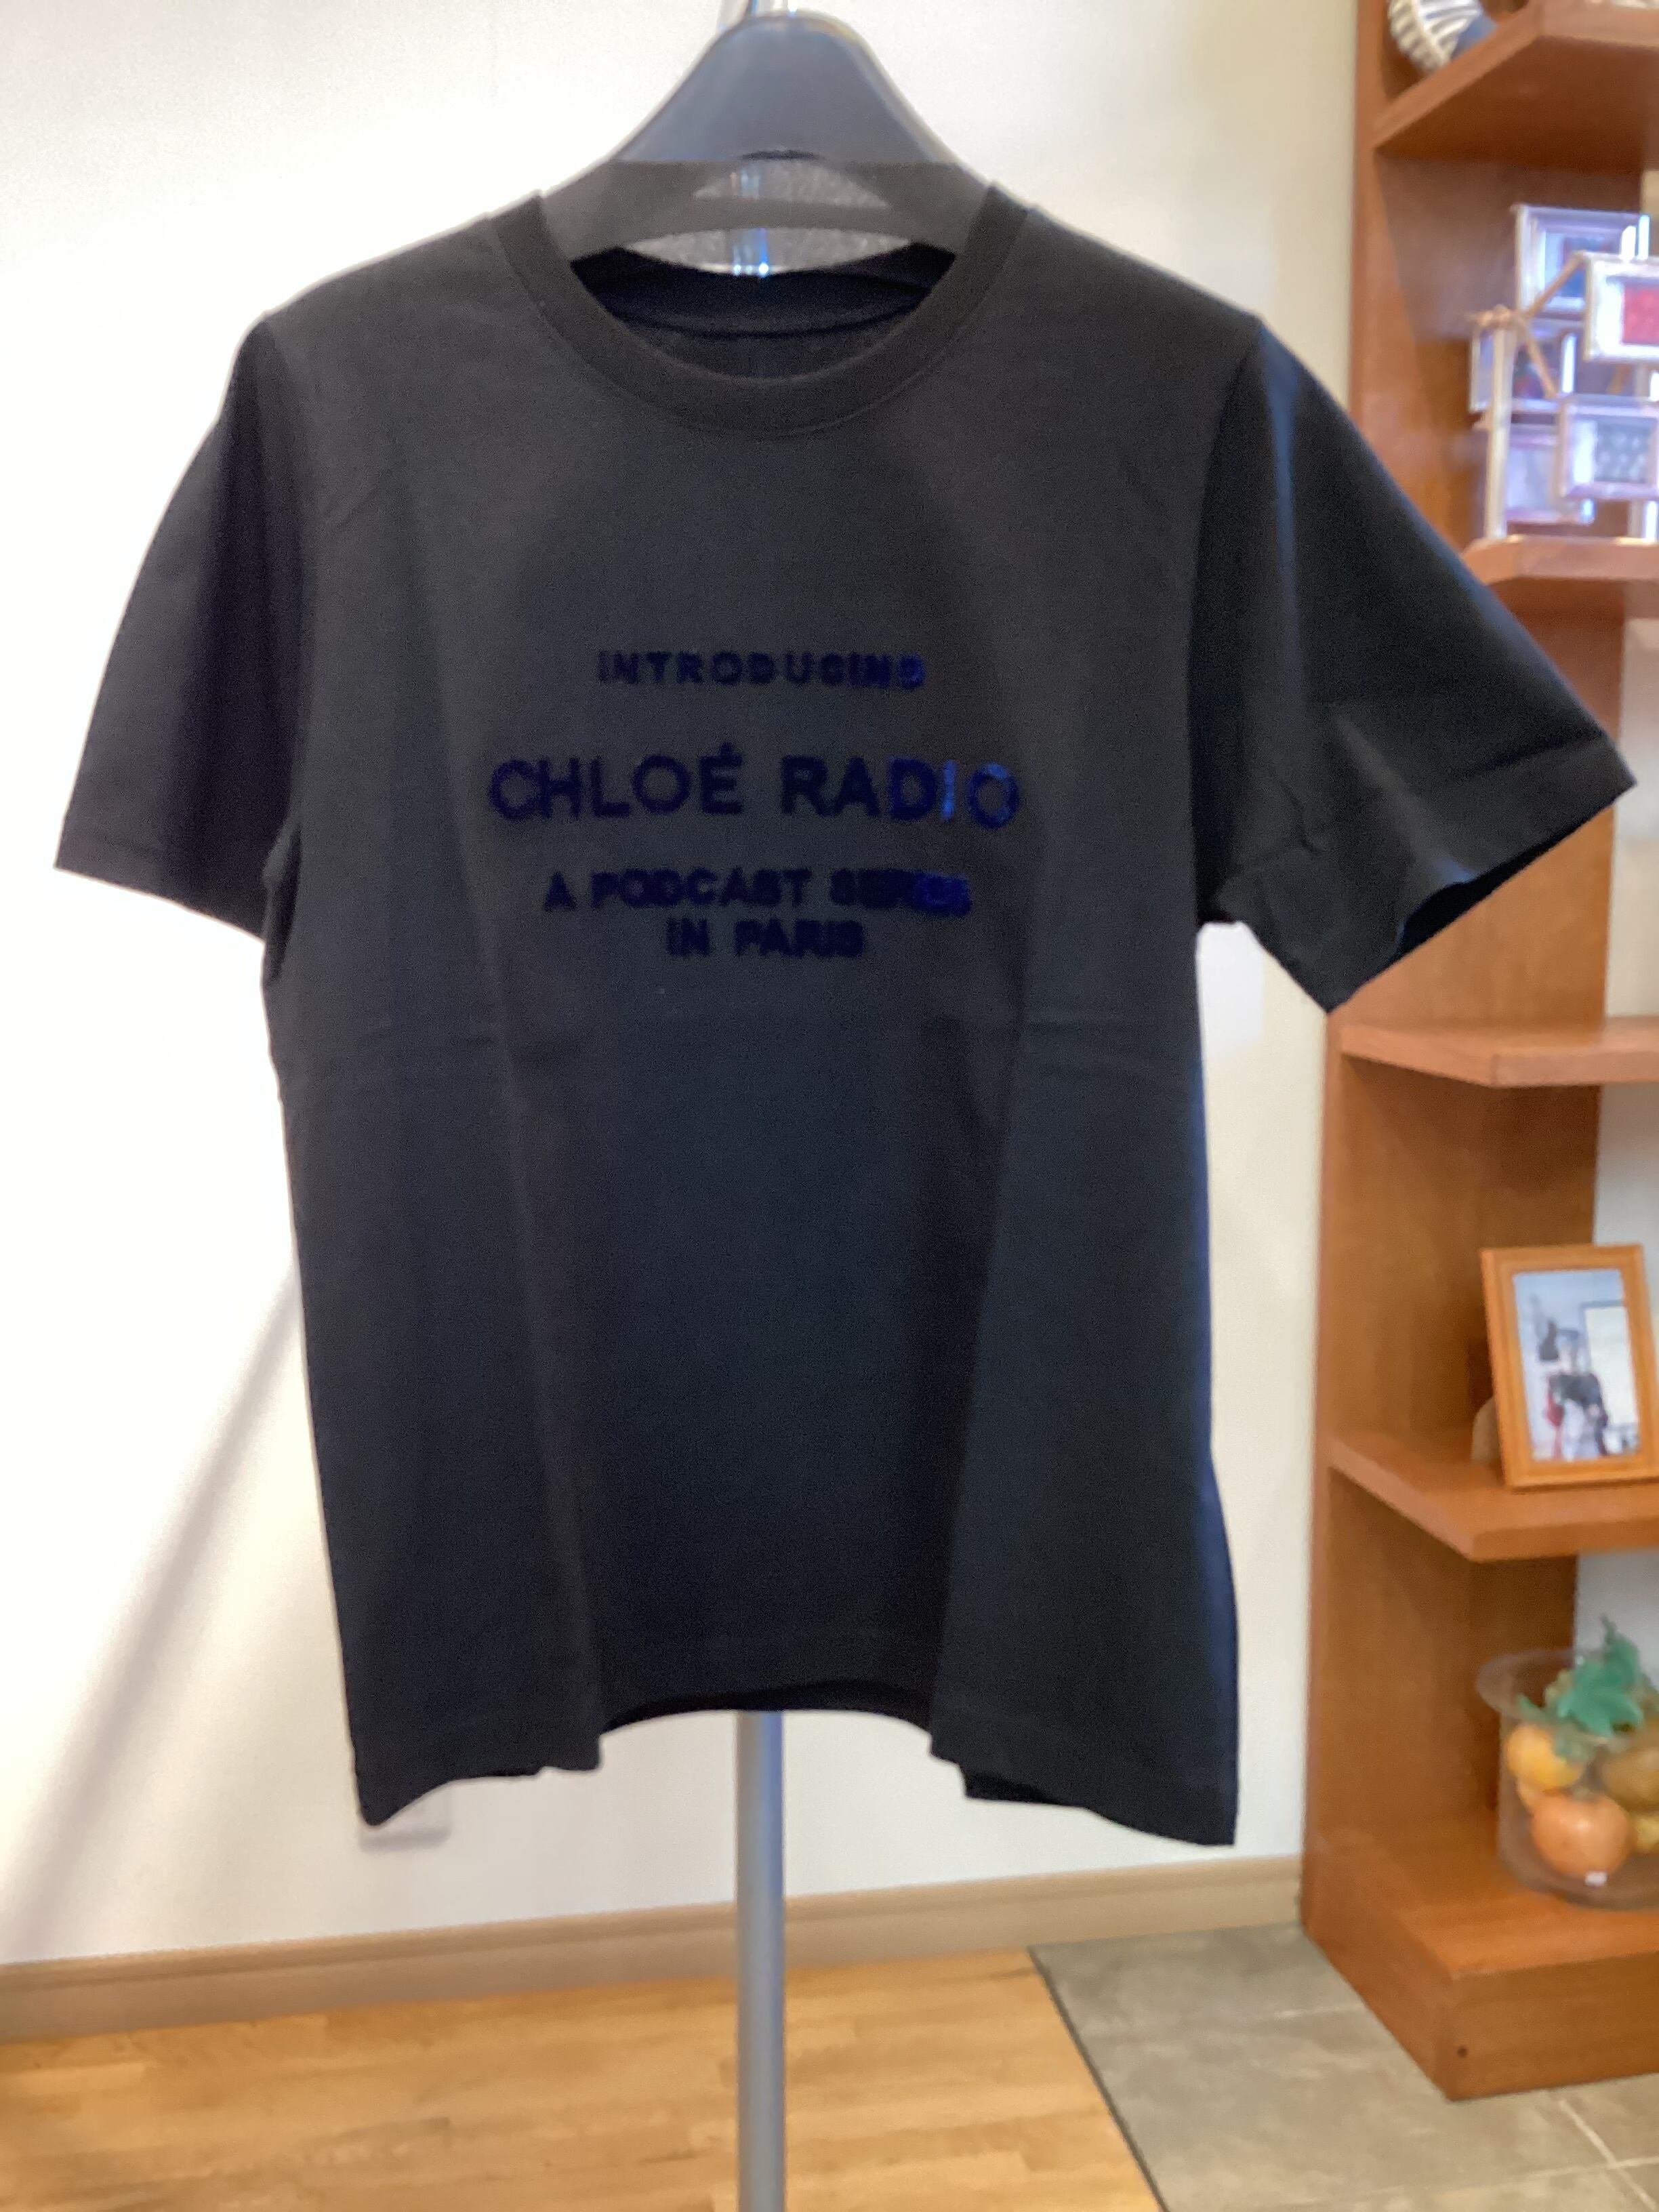 INTRODUCING
CHLOÉ RADIO
A PODCAST SERIES
IN PARIS